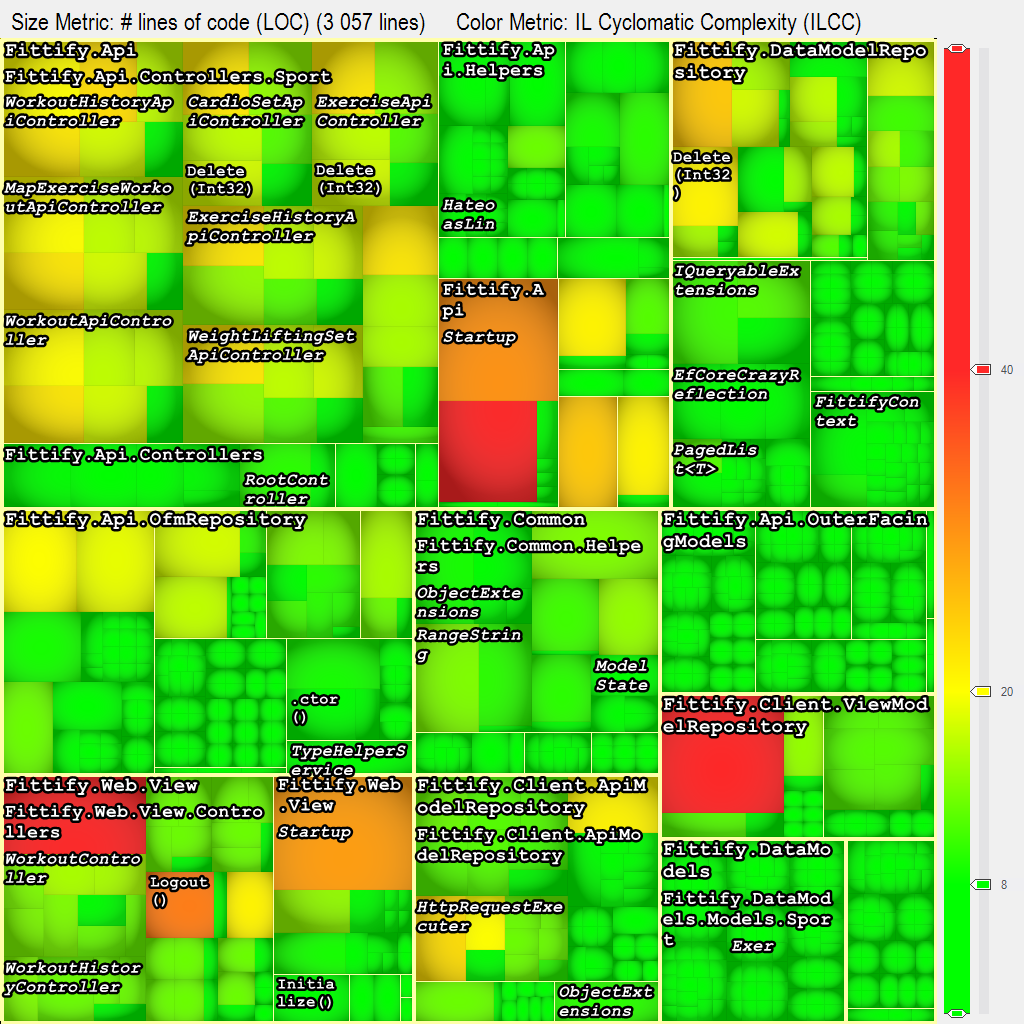 Size Metric: # lines of code (LOC) (3 057 lines)
Color Metric: IL Cyclomatic Complexity (ILCC)
Fittify.Api
Fittify.Api.Controllers.Sport
WorkoutHistoryAp
iController
CardioSetAp
iController
ExerciseApi
Controller
Delete
(Int32)
Delete
(Int32)
MapExerciseWorko
utApiController
ExerciseHistoryA
piController
WorkoutApiContro
ller
WeightLiftingSet
ApiController
Fittify.Api.Controllers
RootCont
roller
Fittify.Ap
i.Helpers
Hateo
asLin
Fittify.A
pi
Startup
Fittify.DataModelRepo
sitory
Delete
(Int32
)
IQueryableEx
tensions
EfCoreCrazyR
eflection
FittifyCon
text
PagedLis
t<T>
40
20
8
Fittify.Api.OfmRepository
.ctor
()
TypeHelperS
ervice
Fittify.Common
Fittify.Common.Helpe
rs
ObjectExte
nsions
RangeStrin
g
Model
State
Fittify.Api.OuterFacin
gModels
Fittify.Client.ViewMod
elRepository
Fittify.Web.View
Fittify.Web.View.Contro
llers
WorkoutContro
ller
Logout
()
WorkoutHistor
yController
Fittify.Web
.View
Startup
Initia
lize()
Fittify.Client.ApiM
odelRepository
Fittify.Client.ApiMo
delRepository
HttpRequestExe
cuter
ObjectExt
ensions
Fittify.DataMo
dels
Fittify.DataMod
els.Models.Spor
t
Exer